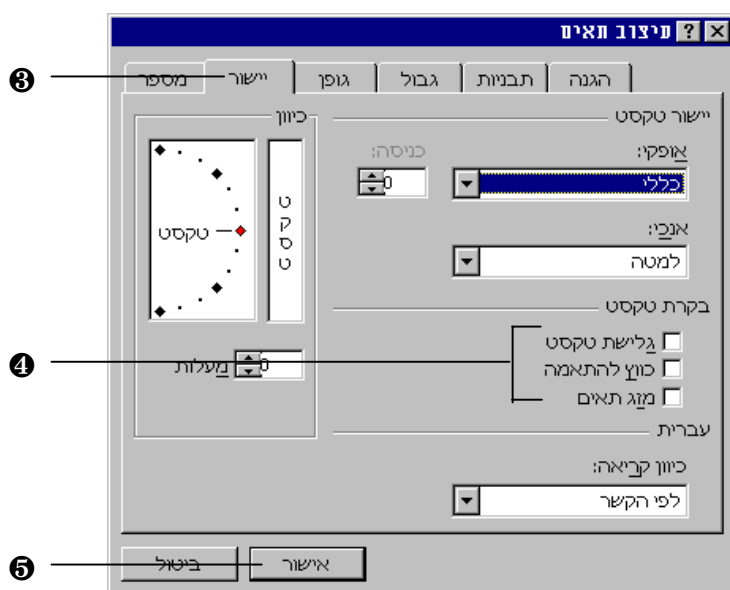 עיצוב תאים
מספר יישור גופן גבול תבניות הגנה
❸
יישור טקסט
אופקי:
כניסה:
כללי
0
אנכי:
למטה
בקרת טקסט
❹
גלישת טקסט
כווץ להתאמה
מזג תאים
עברית
כיוון קריאה:
לפי הקשר
כיוון
טקסט
טקסט
0 מעלות
❺
אישור ביטול